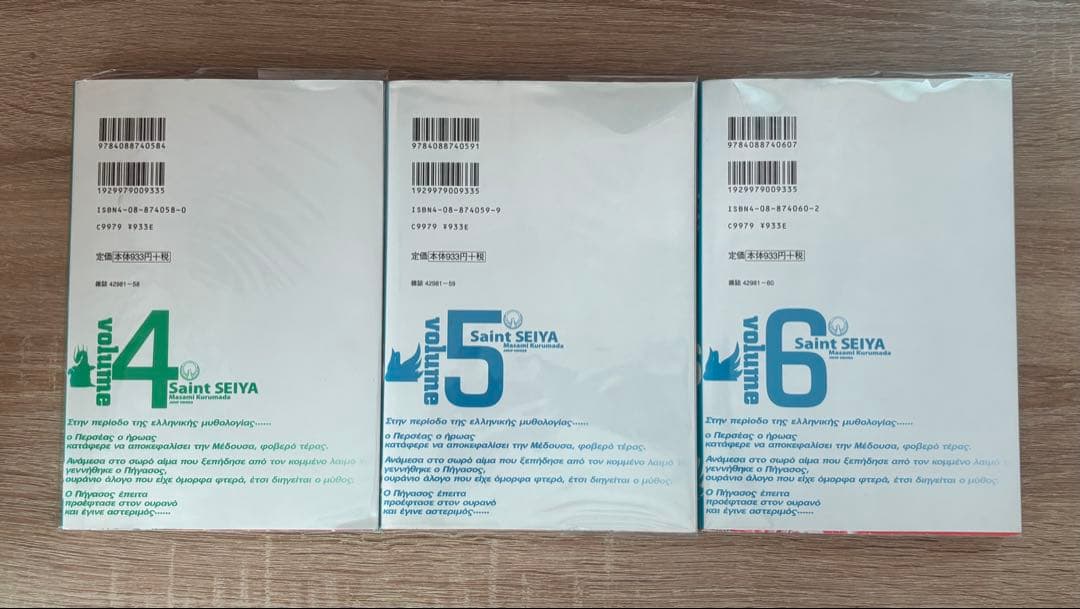 9784088740584
1929979009335
ISBN4-08-874058-0
C9979 ¥933E
定価 本体933円+税
雑誌 42981-58
volume 4
Saint SEIYA
Masami Kurumada
Στην περίοδο της ελληνικής μυθολογίας......
ο Περσέας ο ήρωας
κατάφερε να αποκεφαλίσει την Μέδουσα, φοβερό τέρας.
Ανάμεσα στο σωρό αίμα που ξεπήδησε από τον κομμένο λαιμό
γεννήθηκε ο Πήγασος,
ουράνιο άλογο που είχε όμορφα φτερά, έτσι διηγείται ο μύθος.
Ο Πήγασος έπειτα
προέφτασε στον ουρανό
και έγινε αστεριμός......
9784088740591
1929979009335
ISBN4-08-874059-9
C9979 ¥933E
定価 本体933円+税
雑誌 42981-59
volume 5
Saint SEIYA
Masami Kurumada
Στην περίοδο της ελληνικής μυθολογίας......
ο Περσέας ο ήρωας
κατάφερε να αποκεφαλίσει την Μέδουσα, φοβερό τέρας.
Ανάμεσα στο σωρό αίμα που ξεπήδησε από τον κομμένο λαιμό
γεννήθηκε ο Πήγασος,
ουράνιο άλογο που είχε όμορφα φτερά, έτσι διηγείται ο μύθος.
Ο Πήγασος έπειτα
προέφτασε στον ουρανό
και έγινε αστεριμός......
9784088740607
1929979009335
ISBN4-08-874060-2
C9979 ¥933E
定価 本体933円+税
雑誌 42981-60
volume 6
Saint SEIYA
Masami Kurumada
Στην περίοδο της ελληνικής μυθολογίας......
ο Περσέας ο ήρωας
κατάφερε να αποκεφαλίσει την Μέδουσα, φοβερό τέρας.
Ανάμεσα στο σωρό αίμα που ξεπήδησε από τον κομμένο λαιμό
γεννήθηκε ο Πήγασος,
ουράνιο άλογο που είχε όμορφα φτερά, έτσι διηγείται ο μύθος.
Ο Πήγασος έπειτα
προέφτασε στον ουρανό
και έγινε αστεριμός......